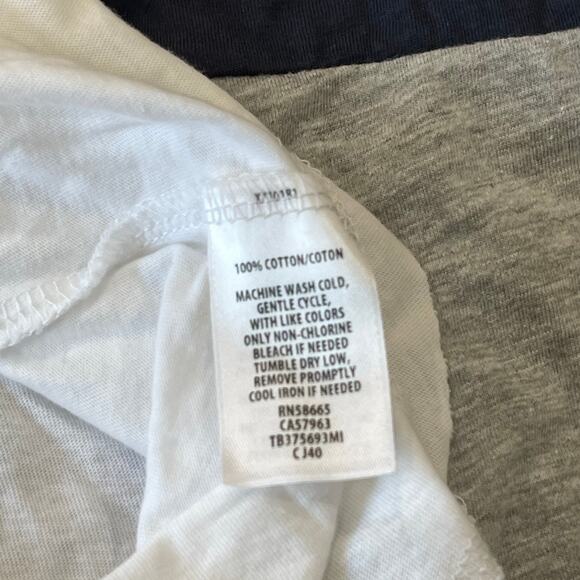 100% COTTON/COTON
MACHINE WASH COLD,
GENTLE CYCLE,
WITH LIKE COLORS
ONLY NON-CHLORINE
BLEACH IF NEEDED
TUMBLE DRY LOW,
REMOVE PROMPTLY
COOL IRON IF NEEDED
RN58665
CA57963
TB375693MI
C J40